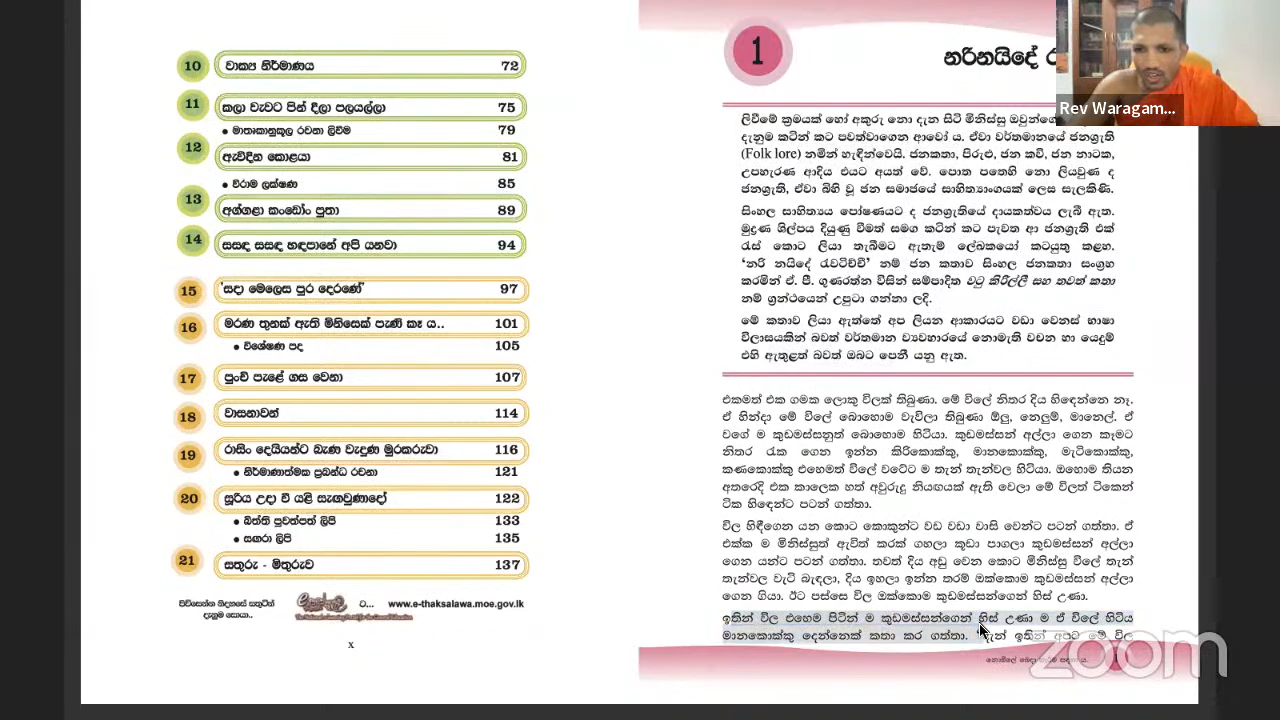 10 වාක්‍ය නිර්මාණය 72
11 කලා වැවට පින් දීලා පලයල්ලා 75
• මාතෘකානුකූල රචනා ලිවීම 79
12 ඇවිදින කොළයා 81
• විරාම ලක්ෂණ 85
13 අග්ගළා කංඩෝං පුතා 89
14 සසඳ සසඳ හඳපානේ අපි යනවා 94
15 'සදා මෙලෙස පුර දෙරණේ' 97
16 මරණ තුනක් ඇති මිනිසෙක් පැණි කෑ ය.. 101
• විශේෂණ පද 105
17 පුංචි පැළේ ගස වෙනා 107
18 වාසනාවන් 114
19 රාසිං දෙයියන්ට බැණ වැදුණ මුරකරුවා 116
• නිර්මාණාත්මක ප්‍රබන්ධ රචනා 121
20 සූරිය උදා වී යළි සැඟවුණාදෝ 122
• බිත්ති පුවත්පත් ලිපි 133
• සඟරා ලිපි 135
21 සතුරු - මිතුරුව 137
පිවිසෙන්න නිදහසේ සතුටින්
දැනුම සොයා..
ට... www.e-thaksalawa.moe.gov.lk
x
1
නරිනයිදේ
Rev Waragam...
ලිවීමේ ක්‍රමයක් හෝ අකුරු නො දැන සිටි මිනිස්සු
දැනුම කටින් කට පවත්වාගෙන ආවෝ ය. ඒවා වර්තමානයේ ජනශ්‍රැති
(Folk lore) නමින් හැඳින්වෙයි. ජනකතා, පිරුළු, ජන කවි, ජන නාටක,
උපහැරණ ආදිය එයට අයත් වේ. පොත පතෙහි නො ලියවුණ ද
ජනශ්‍රැති, ඒවා බිහි වූ ජන සමාජයේ සාහිත්‍යාංගයක් ලෙස සැලකිණි.
සිංහල සාහිත්‍යය පෝෂණයට ද ජනශ්‍රැතියේ දායකත්වය ලැබී ඇත.
මුද්‍රණ ශිල්පය දියුණු වීමත් සමග කටින් කට පැවත ආ ජනශ්‍රැති එක්
රැස් කොට ලියා තැබීමට ඇතැම් ලේඛකයෝ කටයුතු කළහ.
'නරි නයිදේ රැවටිච්චි' නම් ජන කතාව සිංහල ජනකතා සංග්‍රහ
කරමින් ඒ. පී. ගුණරත්න විසින් සම්පාදිත වටු කිරිල්ලී සහ තවත් කතා
නම් ග්‍රන්ථයෙන් උපුටා ගන්නා ලදි.
මේ කතාව ලියා ඇත්තේ අප ලියන ආකාරයට වඩා වෙනස් භාෂා
විලාසයකින් බවත් වර්තමාන ව්‍යවහාරයේ නොමැති වචන හා යෙදුම්
එහි ඇතුළත් බවත් ඔබට පෙනී යනු ඇත.
එකමත් එක ගමක ලොකු විලක් තිබුණා. මේ විලේ නිතර දිය හිඳෙන්නෙ නෑ.
ඒ හින්දා මේ විලේ බොහොම වැවිලා තිබුණා ඕලු, නෙලුම්, මානෙල්. ඒ
වගේ ම කුඩමස්සනුත් බොහොම හිටියා. කුඩමස්සන් අල්ලා ගෙන කෑමට
නිතර රැක ගෙන ඉන්න කිරිකොක්කු, මානකොක්කු, මැටිකොක්කු,
කණකොක්කු එහෙමත් විලේ වටේට ම තැන් තැන්වල හිටියා. ඔහොම තියන
අතරෙදි එක කාලෙක හත් අවුරුදු නියඟයක් ඇති වෙලා මේ විලත් ටිකෙන්
ටික හිඳෙන්ට පටන් ගත්තා.
විල හිඳීගෙන යන කොට කොකුන්ට වඩ වඩා වාසි වෙන්ට පටන් ගත්තා. ඒ
එක්ක ම මිනිස්සුත් ඇවිත් කරක් ගහලා කුඩා පාගලා කුඩමස්සන් අල්ලා
ගෙන යන්ට පටන් ගත්තා. තවත් දිය අඩු වෙන කොට මිනිස්සු විලේ තැන්
තැන්වල වැටි බැඳලා, දිය ඉහලා ඉන්න තරම් ඔක්කොම කුඩමස්සන් අල්ලා
ගෙන ගියා. ඊට පස්සෙ විල ඔක්කොම කුඩමස්සන්ගෙන් හිස් උණා.
ඉතින් විල එහෙම පිටින් ම කුඩමස්සන්ගෙන් හිස් උණා ම ඒ විලේ හිටිය
මානකොක්කු දෙන්නෙක් කතා කර ගත්තා. "දැන් ඉතින් අපට මේ විල
zoom